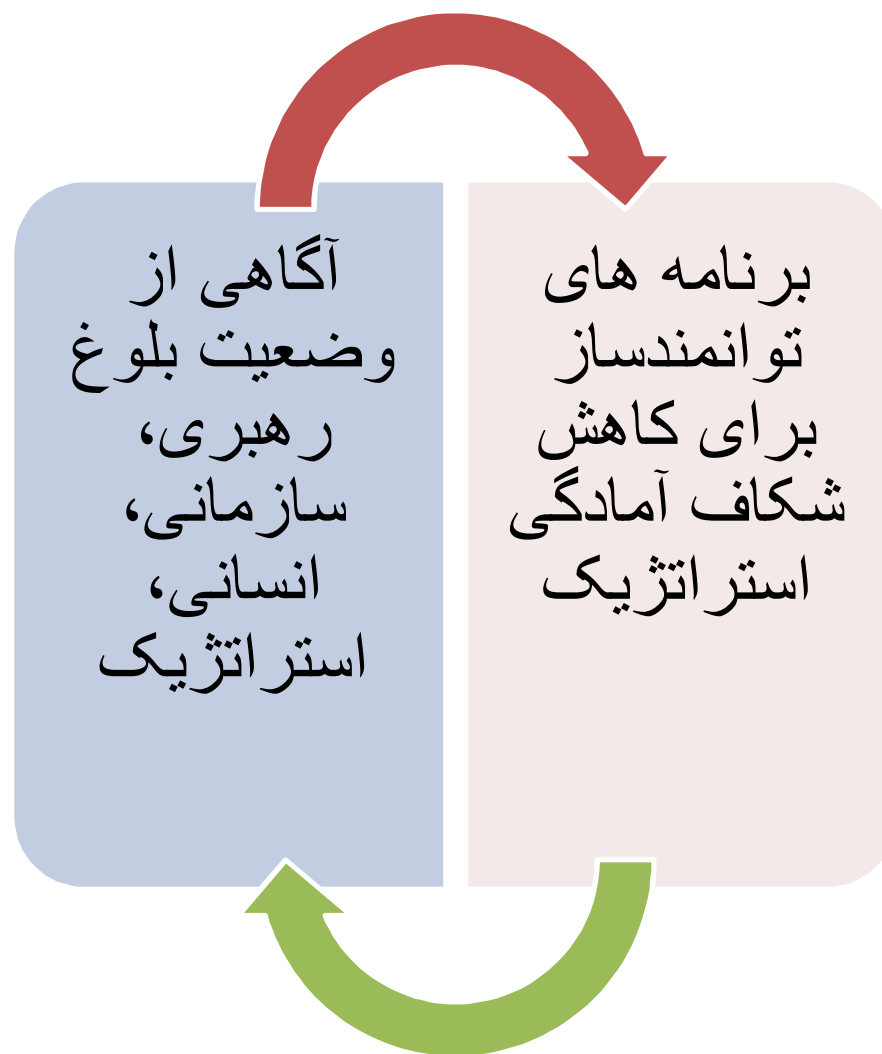 برنامه های
توانمندساز
برای کاهش
شکاف آمادگی
استراتژیک
آگاهی از
وضعیت بلوغ
رهبری،
سازمانی،
انسانی،
استراتژیک